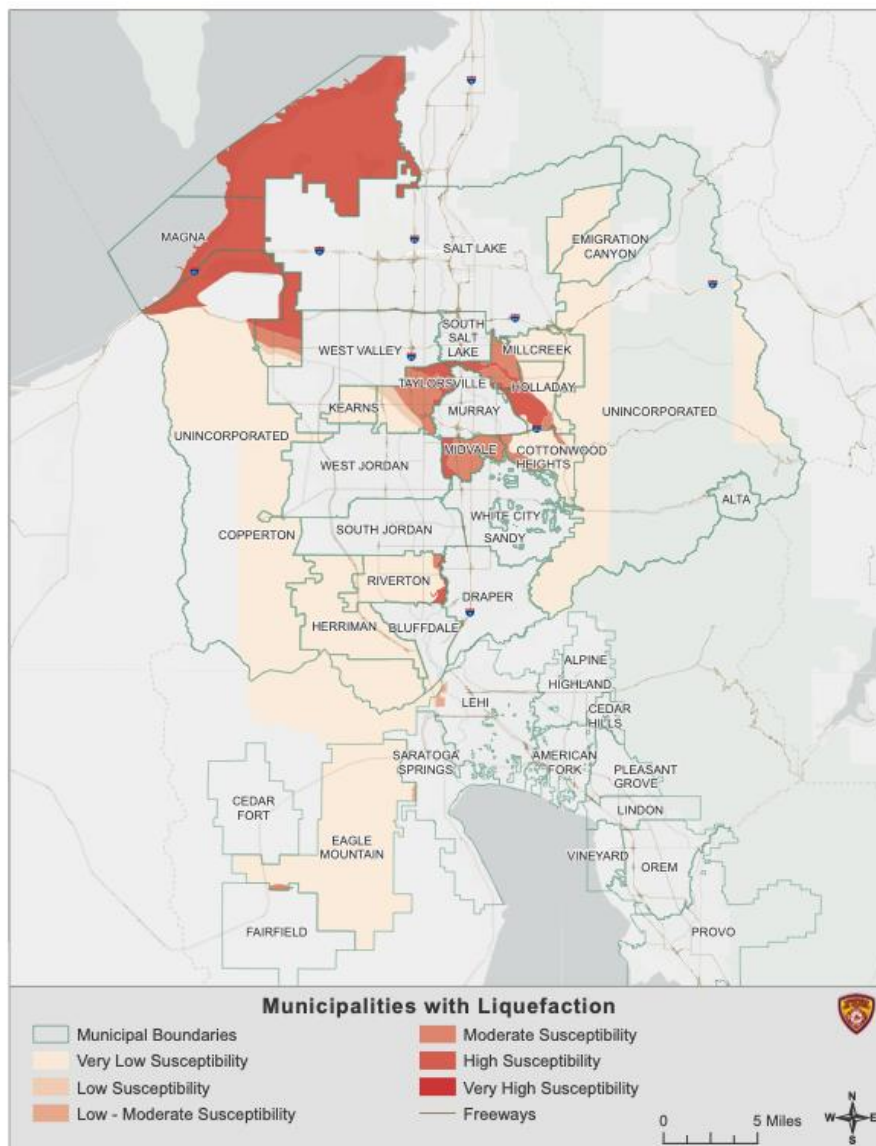 MAGNA
SALT LAKE
EMIGRATION
CANYON
SOUTH
SALT
LAKE
WEST VALLEY
MILLCREEK
TAYLORSVILLE
HOLLADAY
KEARNS
MURRAY
UNINCORPORATED
UNINCORPORATED
MIDVALE
COTTONWOOD
HEIGHTS
WEST JORDAN
ALTA
WHITE CITY
COPPERTON
SOUTH JORDAN
SANDY
RIVERTON
DRAPER
HERRIMAN
BLUFFDALE
ALPINE
HIGHLAND
LEHI
CEDAR
HILLS
SARATOGA
SPRINGS
AMERICAN
FORK
PLEASANT
GROVE
CEDAR
FORT
LINDON
EAGLE
MOUNTAIN
VINEYARD
OREM
FAIRFIELD
PROVO
Municipalities with Liquefaction
Municipal Boundaries
Very Low Susceptibility
Low Susceptibility
Low - Moderate Susceptibility
Moderate Susceptibility
High Susceptibility
Very High Susceptibility
Freeways
0 5 Miles
N
W E
S